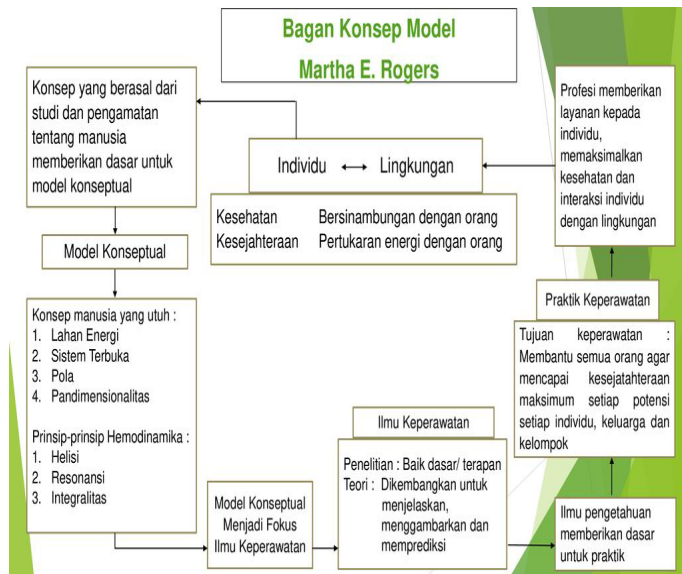 Bagan Konsep Model
Martha E. Rogers
Konsep yang berasal dari
studi dan pengamatan
tentang manusia
memberikan dasar untuk
model konseptual
Individu Lingkungan
Kesehatan Bersinambungan dengan orang
Kesejahteraan Pertukaran energi dengan orang
Profesi memberikan
layanan kepada
individu,
memaksimalkan
kesehatan dan
interaksi individu
dengan lingkungan
Model Konseptual
Konsep manusia yang utuh :
1. Lahan Energi
2. Sistem Terbuka
3. Pola
4. Pandimensionalitas
Prinsip-prinsip Hemodinamika :
1. Helisi
2. Resonansi
3. Integralitas
Model Konseptual
Menjadi Fokus
Ilmu Keperawatan
Ilmu Keperawatan
Penelitian : Baik dasar/ terapan
Teori : Dikembangkan untuk
menjelaskan,
menggambarkan dan
memprediksi
Ilmu pengetahuan
memberikan dasar
untuk praktik
Praktik Keperawatan
Tujuan keperawatan :
Membantu semua orang agar
mencapai kesejatahteraan
maksimum setiap potensi
setiap individu, keluarga dan
kelompok